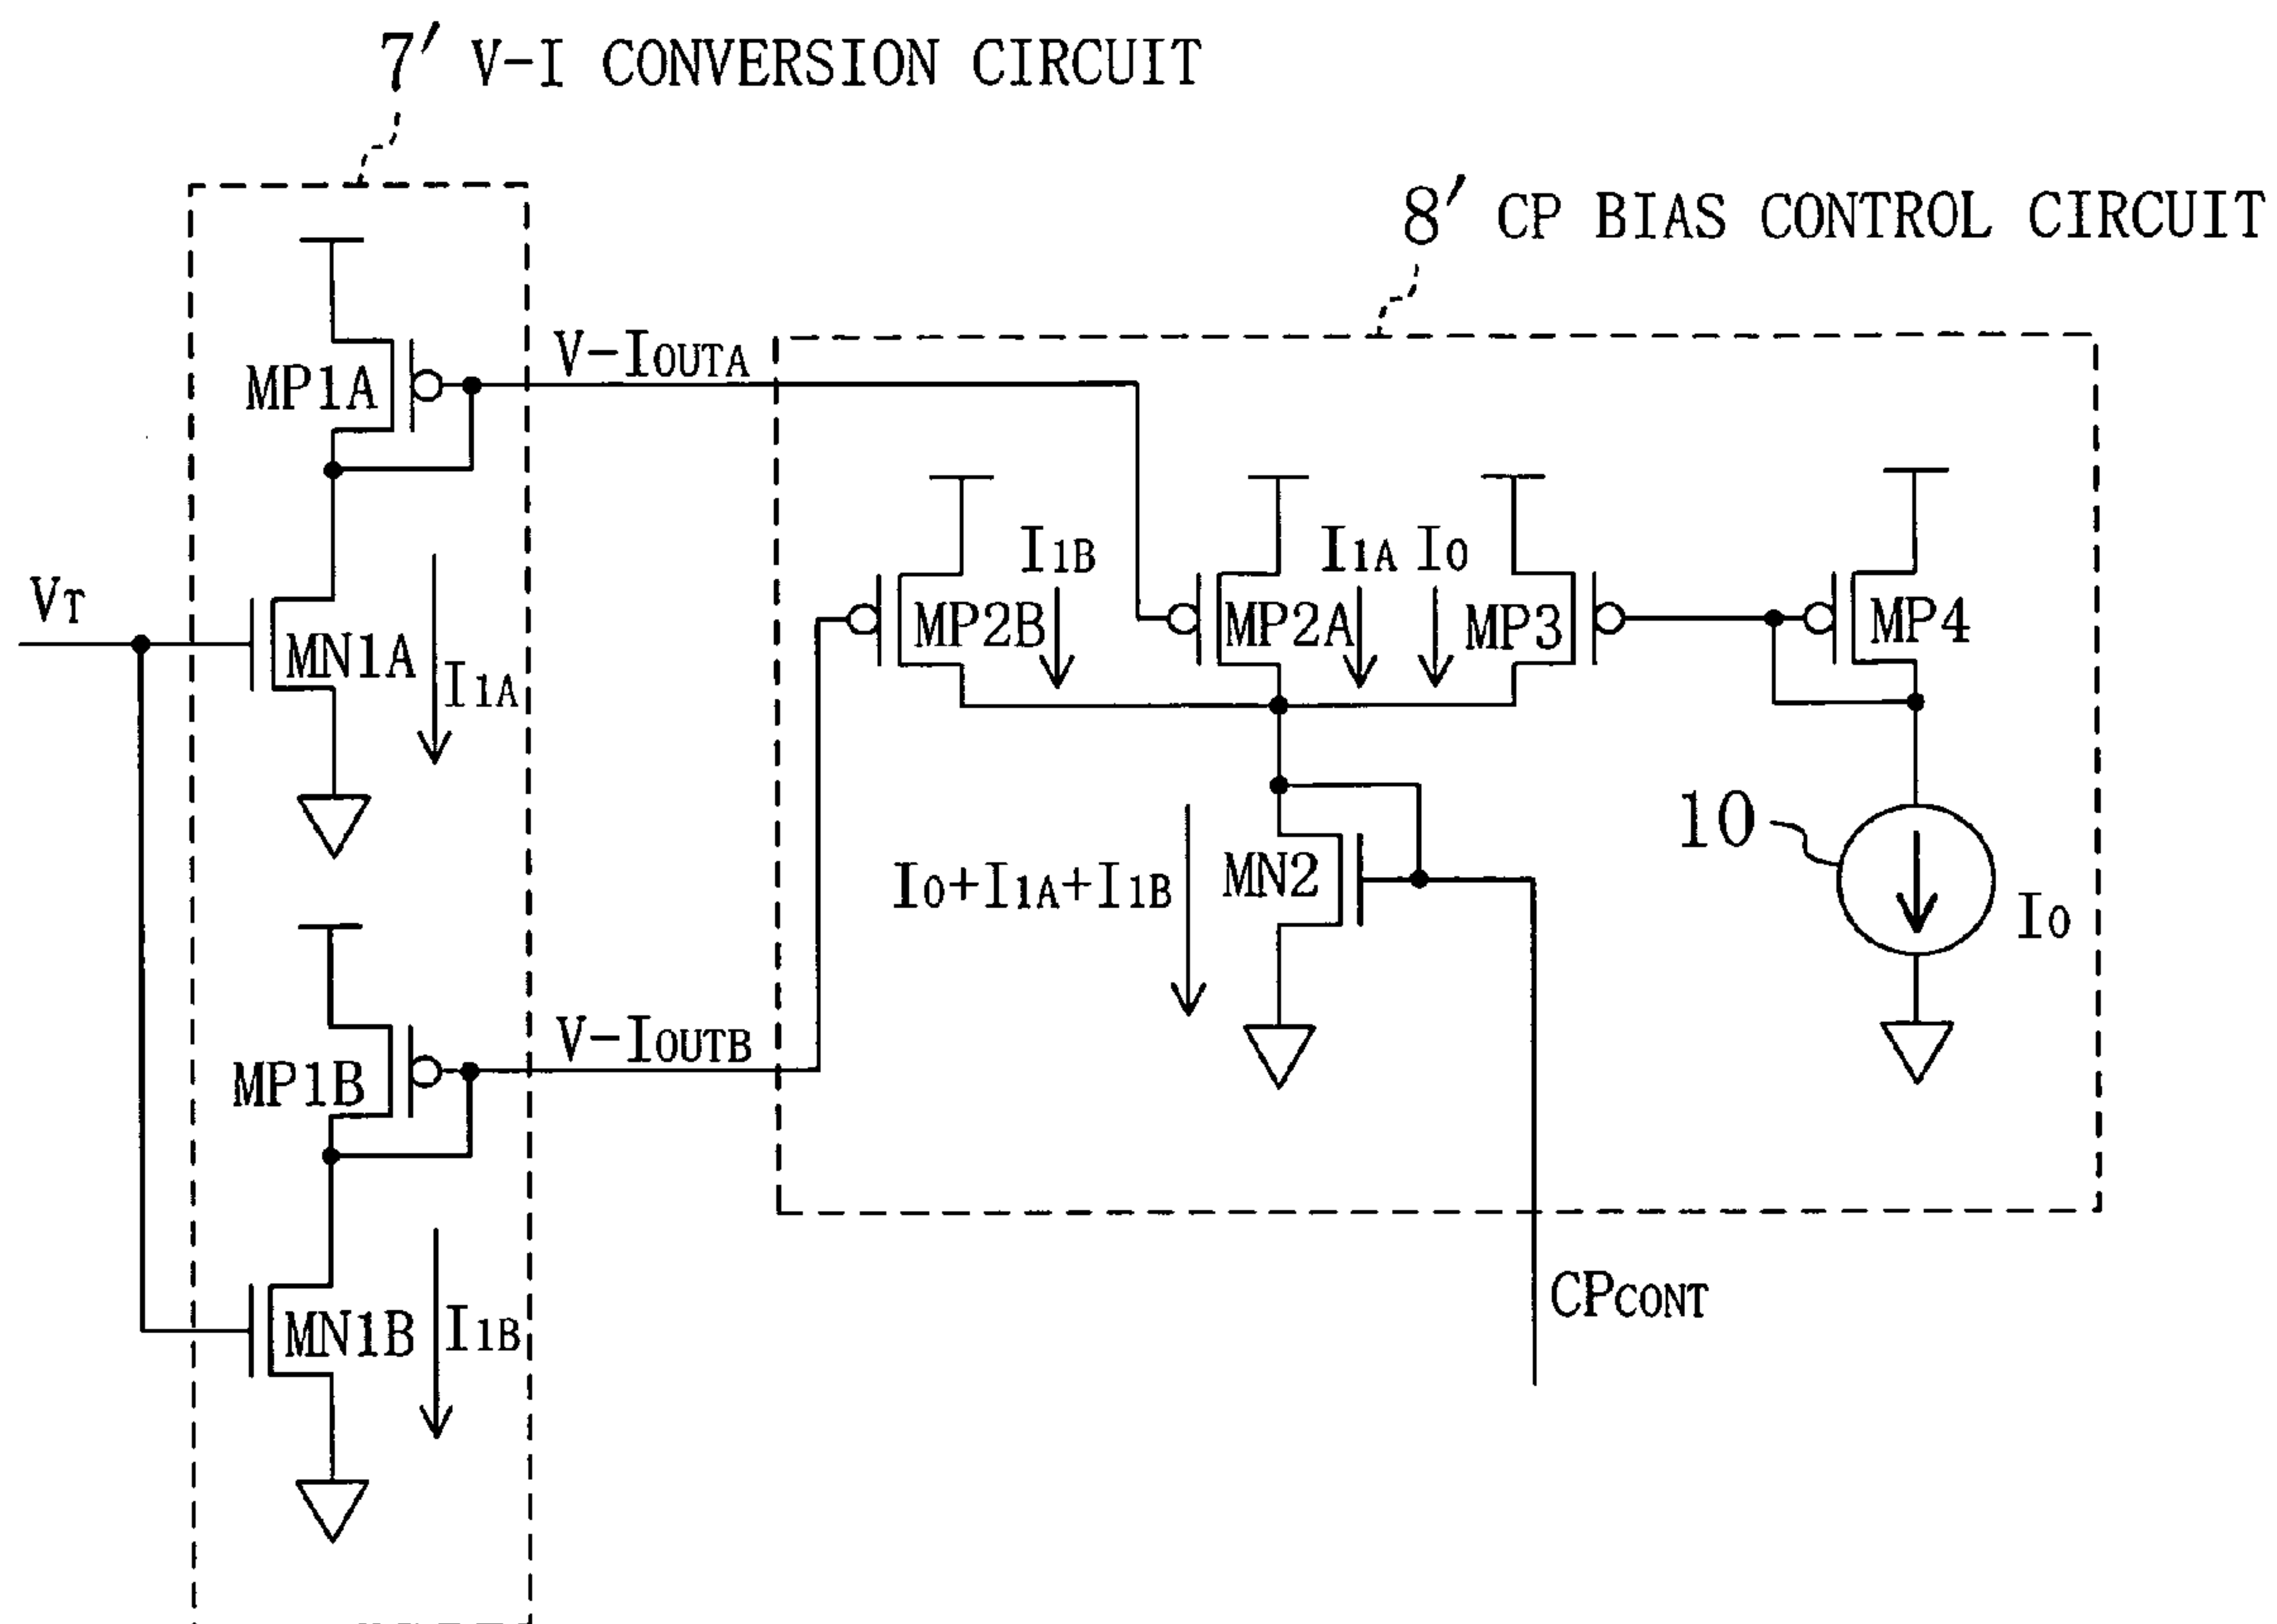 7′ V-I CONVERSION CIRCUIT
8′ CP BIAS CONTROL CIRCUIT
V-IOUTA
MP1A
I1B
I1A
I0
VT
MP2B
MP2A
MP3
MP4
MN1A
I1A
10
I0+I1A+I1B
MN2
I0
V-IOUTB
MP1B
CPCONT
MN1B
I1B